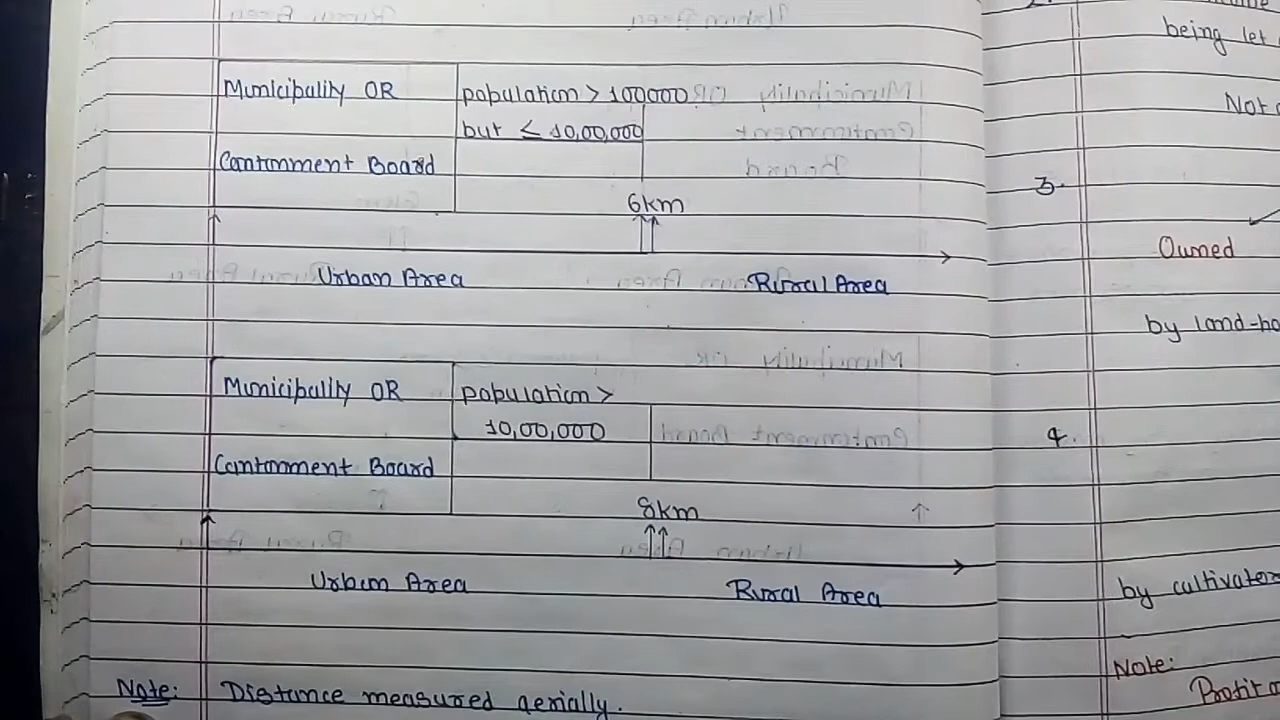 Municipality OR
population > 100000
but ≤ 10,00,000
Cantonment Board
6km
Urban Area
Rural Area
Municipality OR
population >
10,00,000
Cantonment Board
8km
Urban Area
Rural Area
Note: Distance measured aerially.
being let
Not
3.
Owned
by land-ho
4.
by cultivator
Note:
Profit